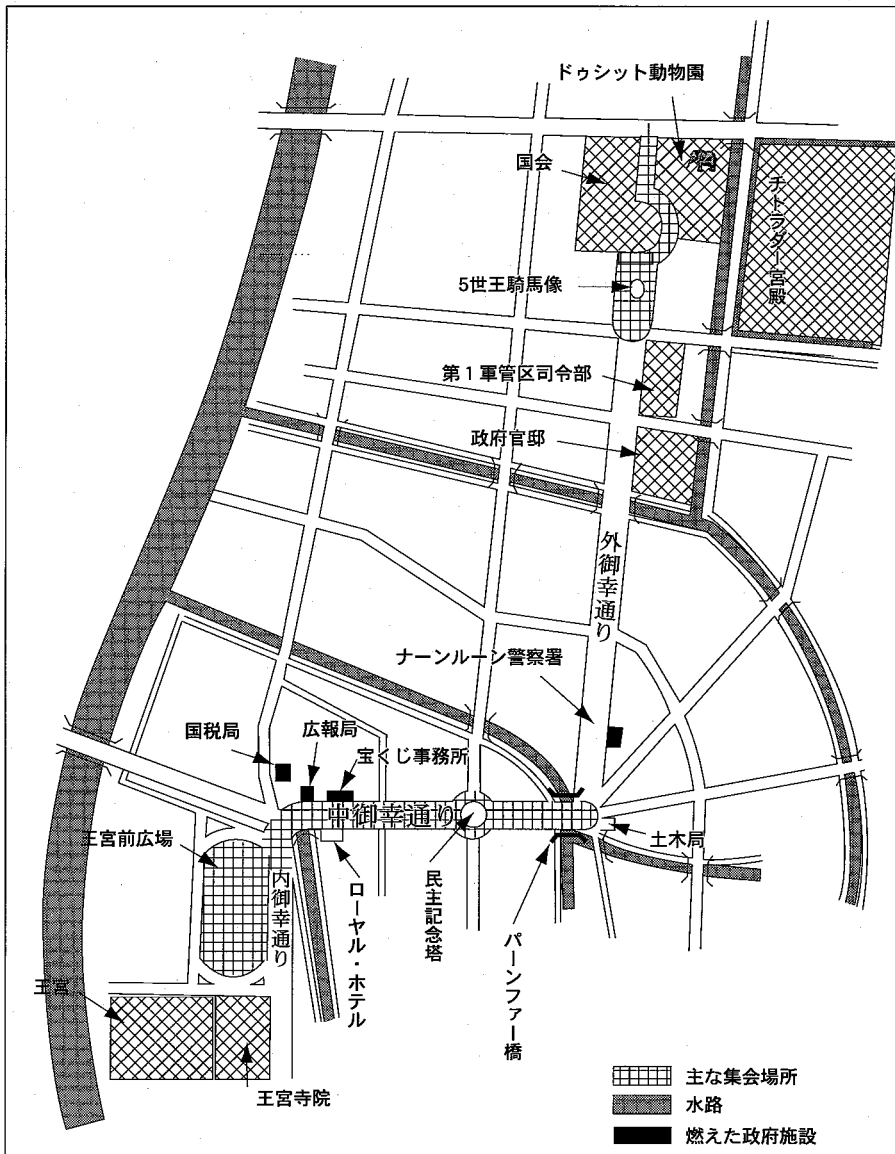 ドゥシット動物園
国会
チトラダー宮殿
5世王騎馬像
第1軍管区司令部
政府官邸
外御幸通り
ナーンルーン警察署
国税局
広報局
宝くじ事務所
中御幸通り
土木局
王宮前広場
内御幸通り
ローヤル・ホテル
民主記念塔
パーンファー橋
王宮
王宮寺院
主な集会場所
水路
燃えた政府施設